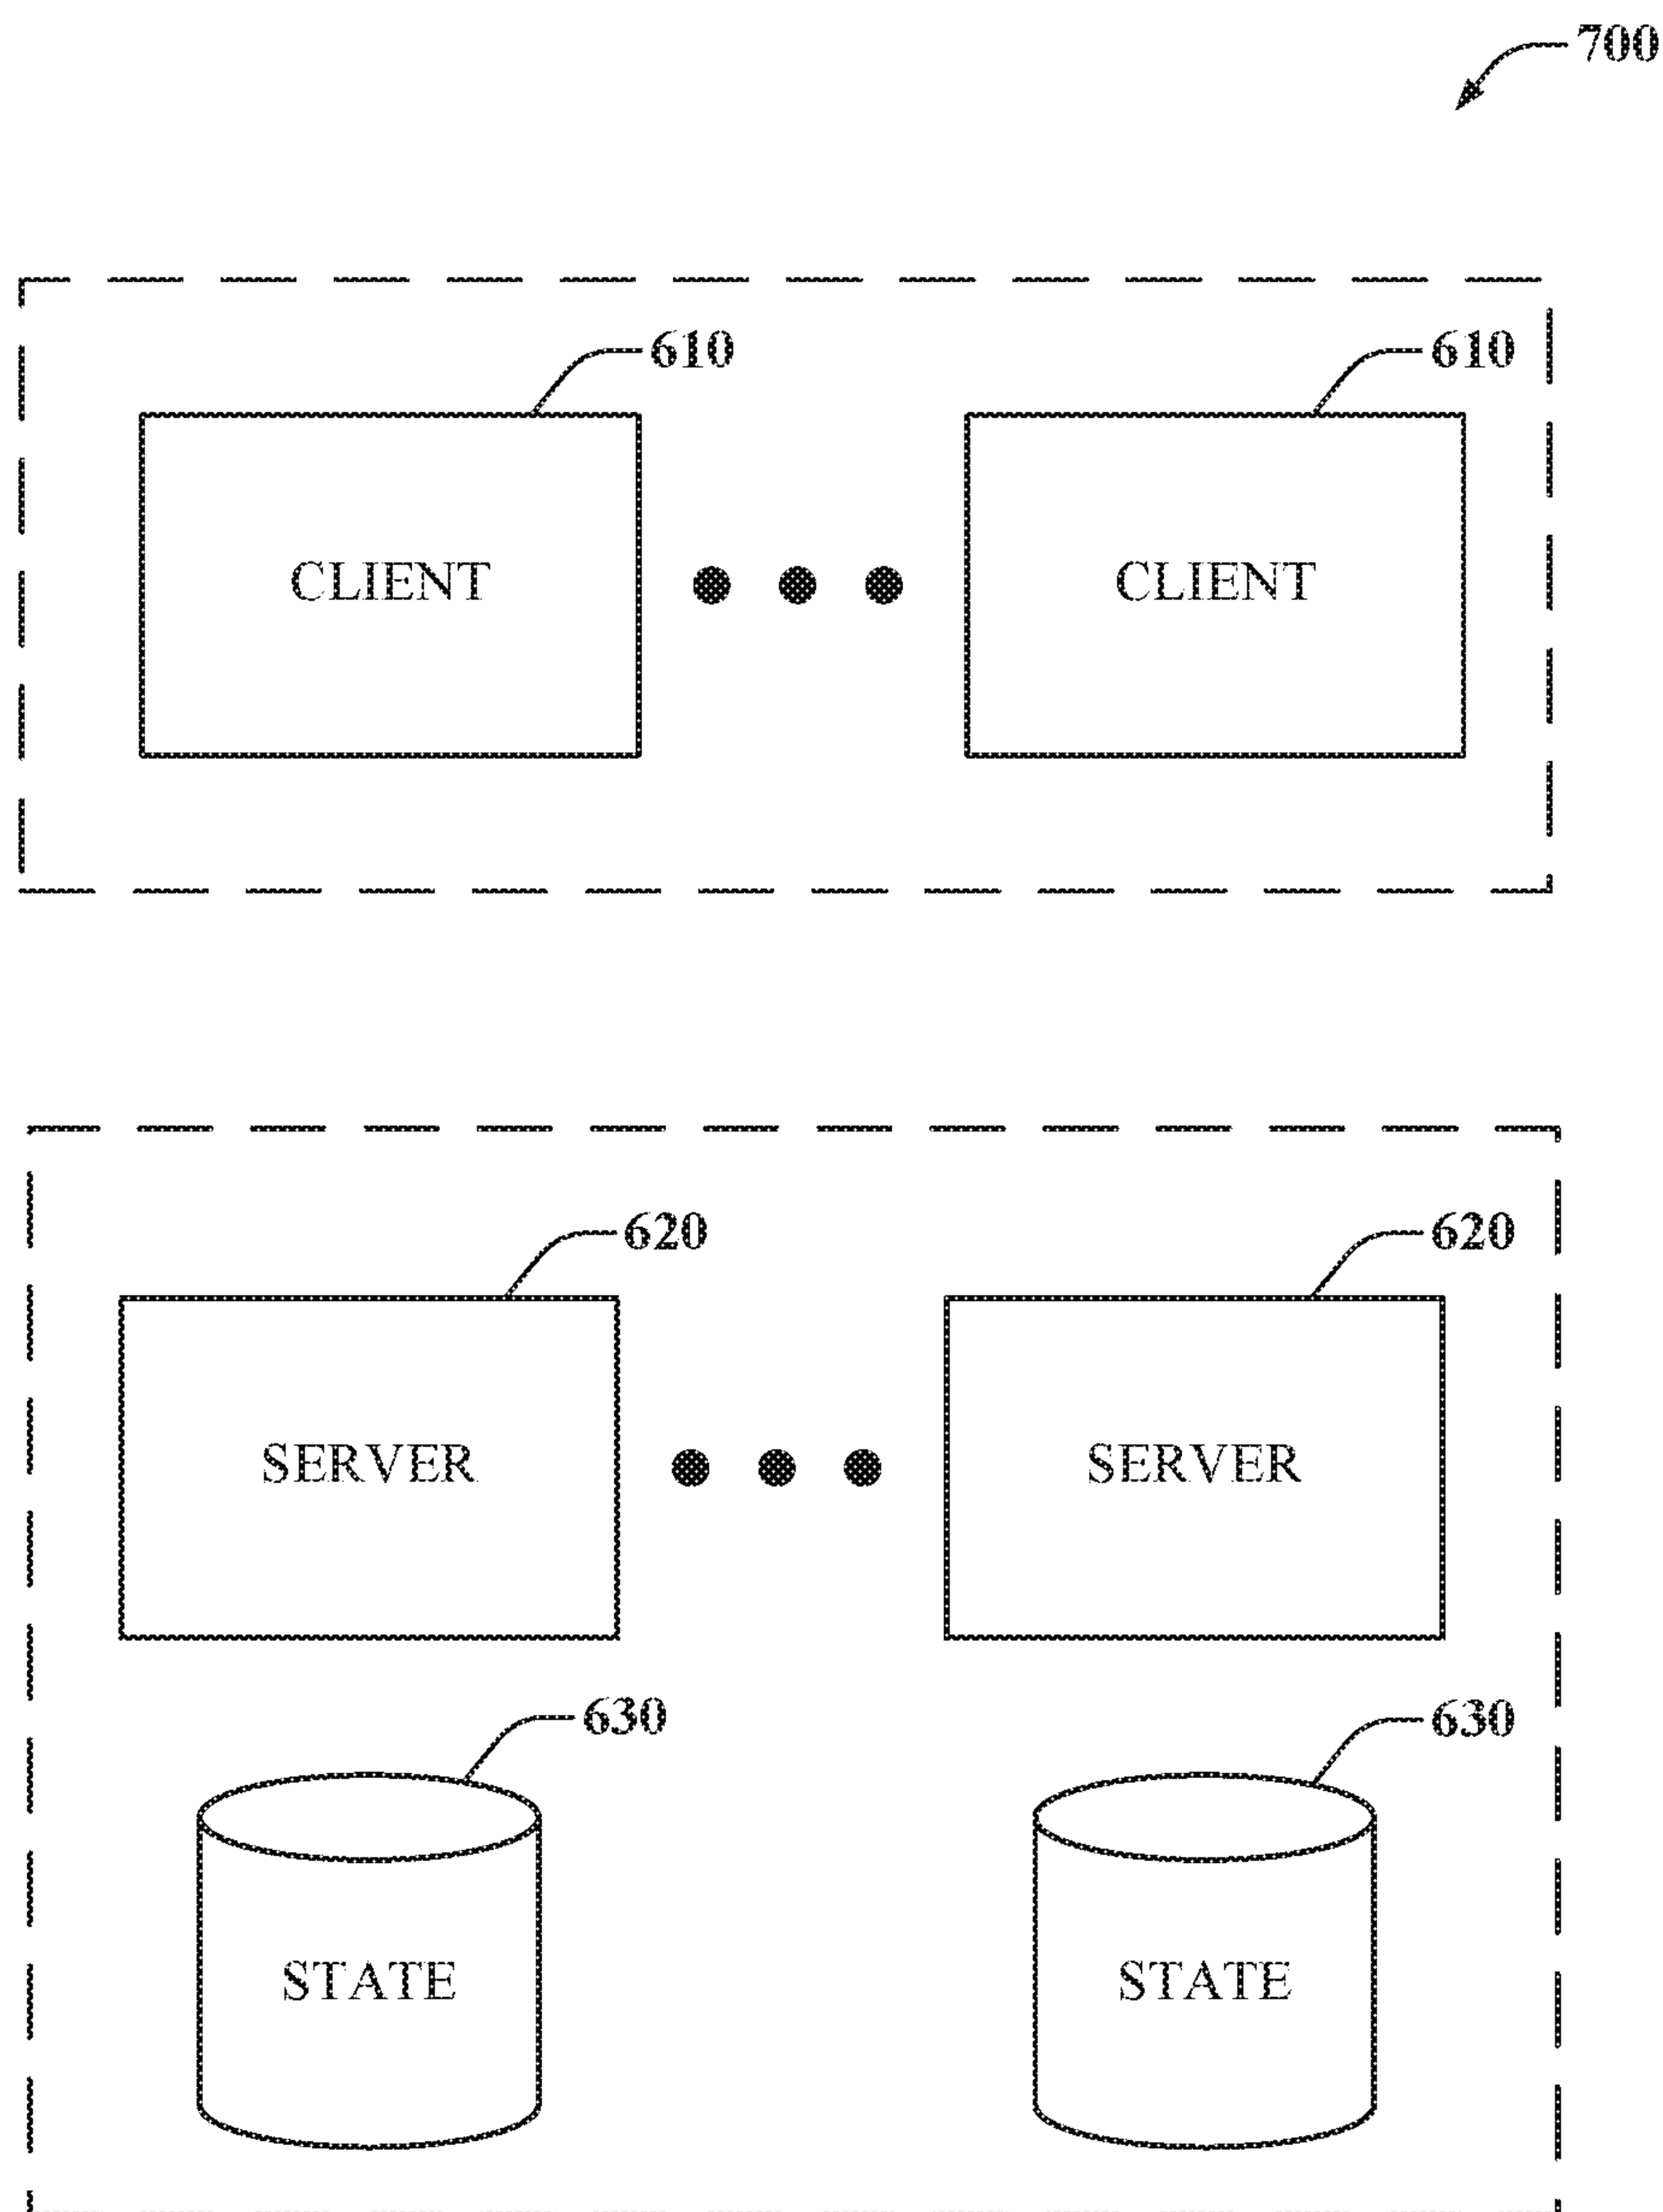 700
610 610
CLIENT CLIENT
620 620
SERVER SERVER
630 630
STATE STATE